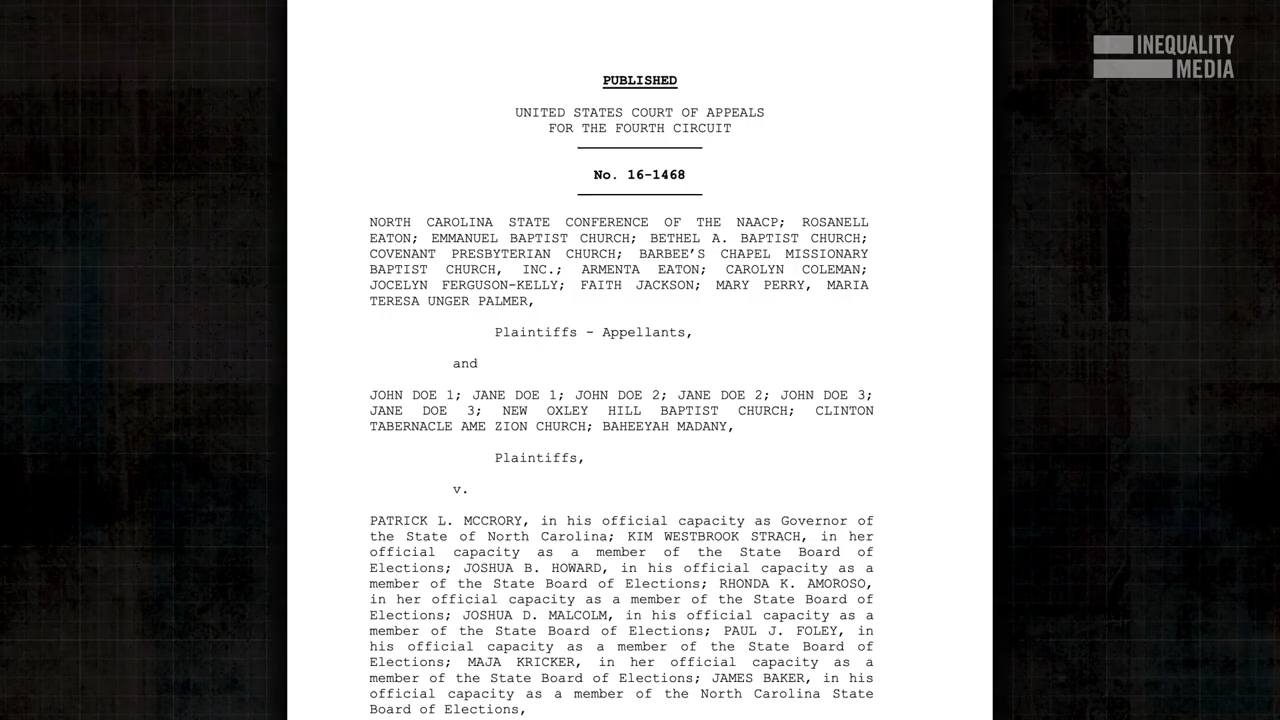 INEQUALITY
MEDIA
PUBLISHED
UNITED STATES COURT OF APPEALS
FOR THE FOURTH CIRCUIT
No. 16-1468
NORTH CAROLINA STATE CONFERENCE OF THE NAACP; ROSANELL
EATON; EMMANUEL BAPTIST CHURCH; BETHEL A. BAPTIST CHURCH;
COVENANT PRESBYTERIAN CHURCH; BARBEE’S CHAPEL MISSIONARY
BAPTIST CHURCH, INC.; ARMENTA EATON; CAROLYN COLEMAN;
JOCELYN FERGUSON-KELLY; FAITH JACKSON; MARY PERRY, MARIA
TERESA UNGER PALMER,
Plaintiffs - Appellants,
and
JOHN DOE 1; JANE DOE 1; JOHN DOE 2; JANE DOE 2; JOHN DOE 3;
JANE DOE 3; NEW OXLEY HILL BAPTIST CHURCH; CLINTON
TABERNACLE AME ZION CHURCH; BAHEEYAH MADANY,
Plaintiffs,
v.
PATRICK L. MCCRORY, in his official capacity as Governor of
the State of North Carolina; KIM WESTBROOK STRACH, in her
official capacity as a member of the State Board of
Elections; JOSHUA B. HOWARD, in his official capacity as a
member of the State Board of Elections; RHONDA K. AMOROSO,
in her official capacity as a member of the State Board of
Elections; JOSHUA D. MALCOLM, in his official capacity as a
member of the State Board of Elections; PAUL J. FOLEY, in
his official capacity as a member of the State Board of
Elections; MAJA KRICKER, in her official capacity as a
member of the State Board of Elections; JAMES BAKER, in his
official capacity as a member of the North Carolina State
Board of Elections,